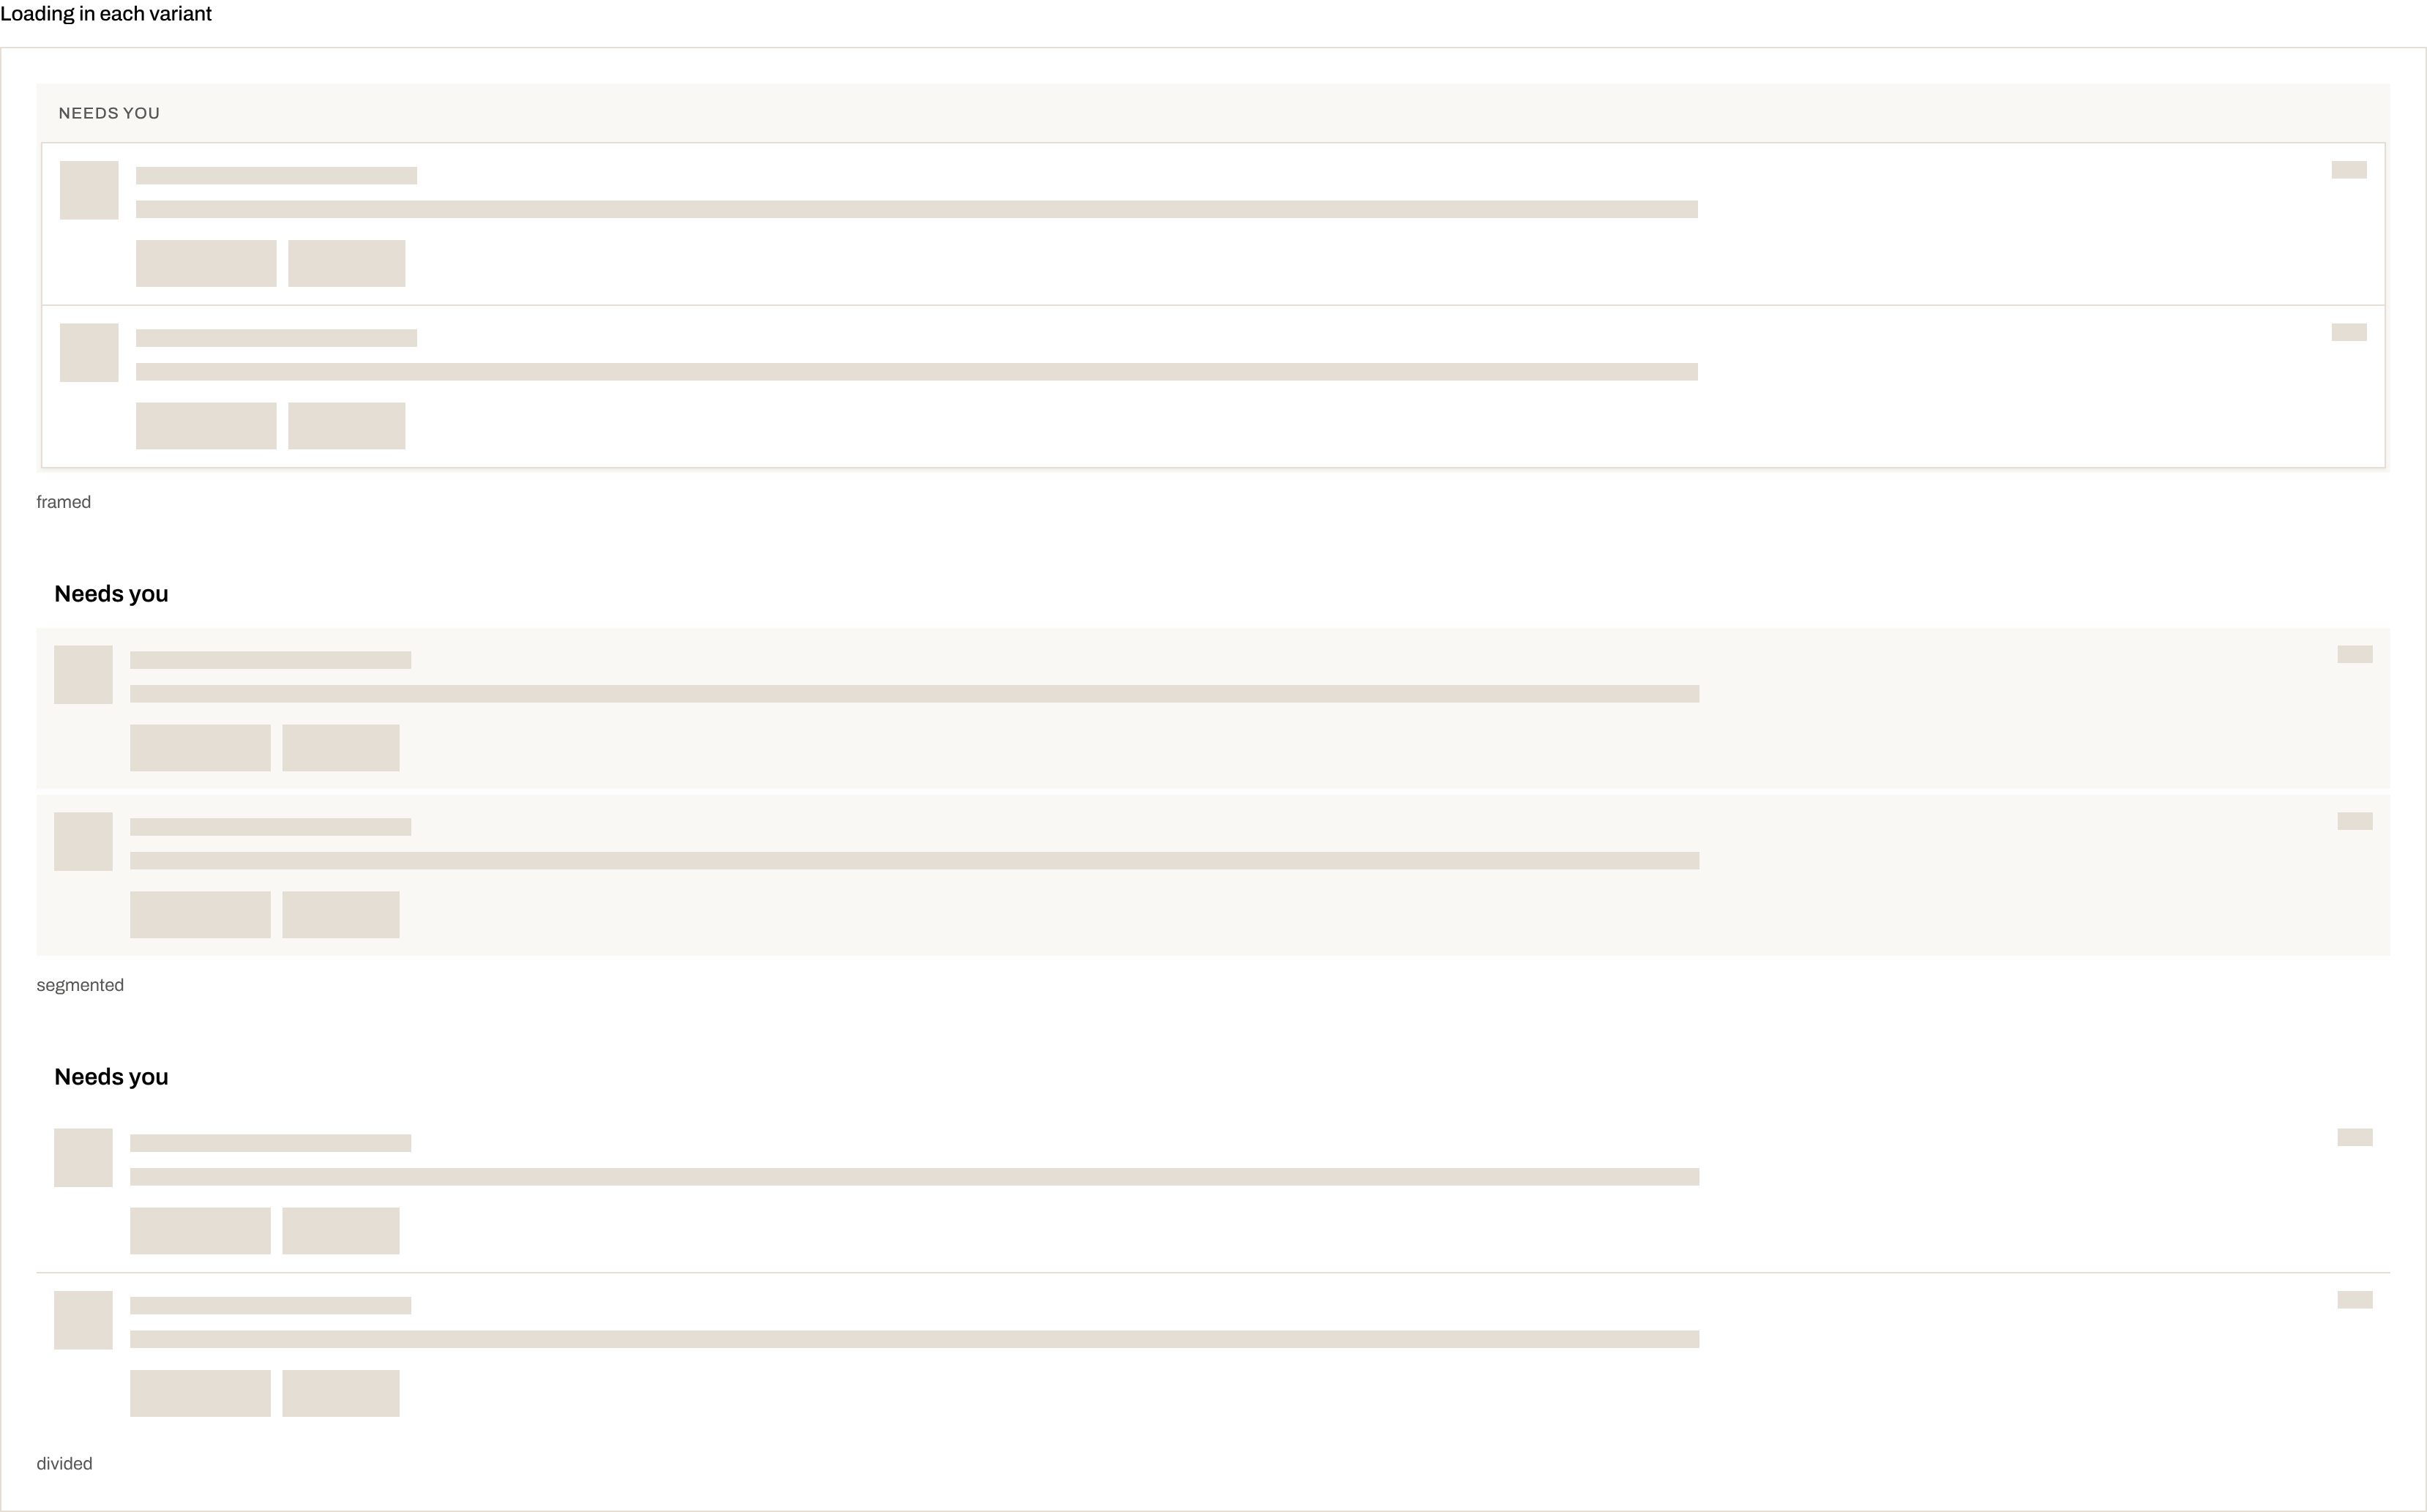 Loading in each variant
NEEDS YOU
framed
Needs you
segmented
Needs you
divided